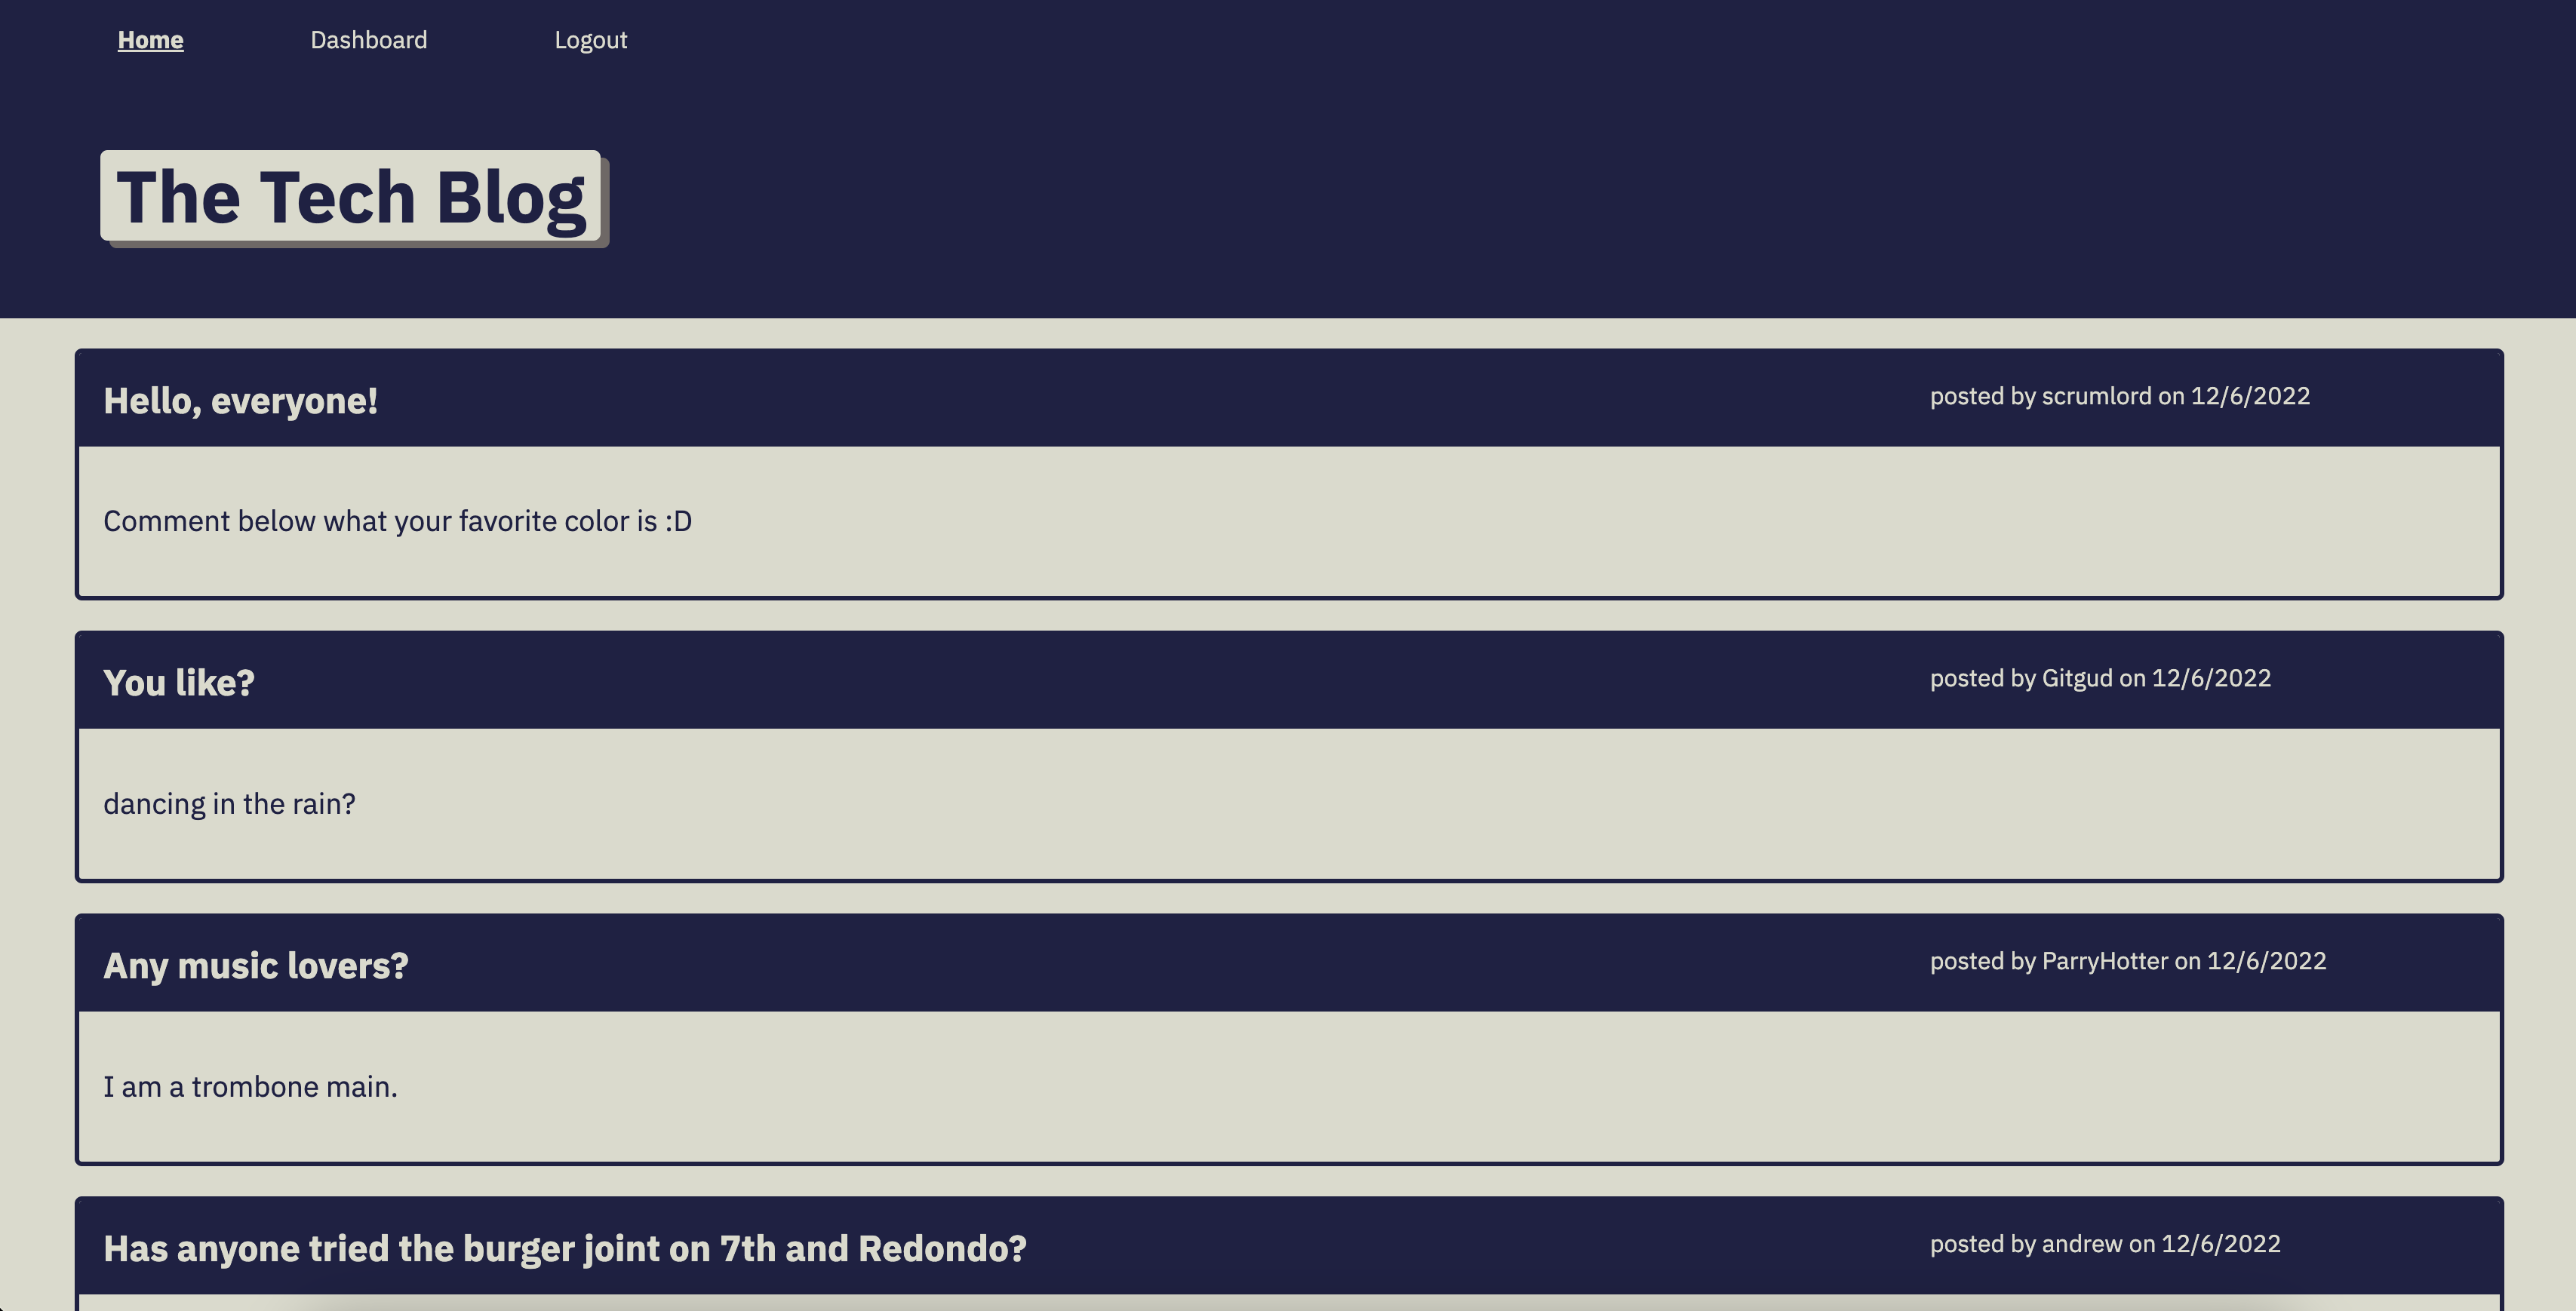 Home Dashboard Logout
The Tech Blog
Hello, everyone! posted by scrumlord on 12/6/2022
Comment below what your favorite color is :D
You like? posted by Gitgud on 12/6/2022
dancing in the rain?
Any music lovers? posted by ParryHotter on 12/6/2022
I am a trombone main.
Has anyone tried the burger joint on 7th and Redondo? posted by andrew on 12/6/2022